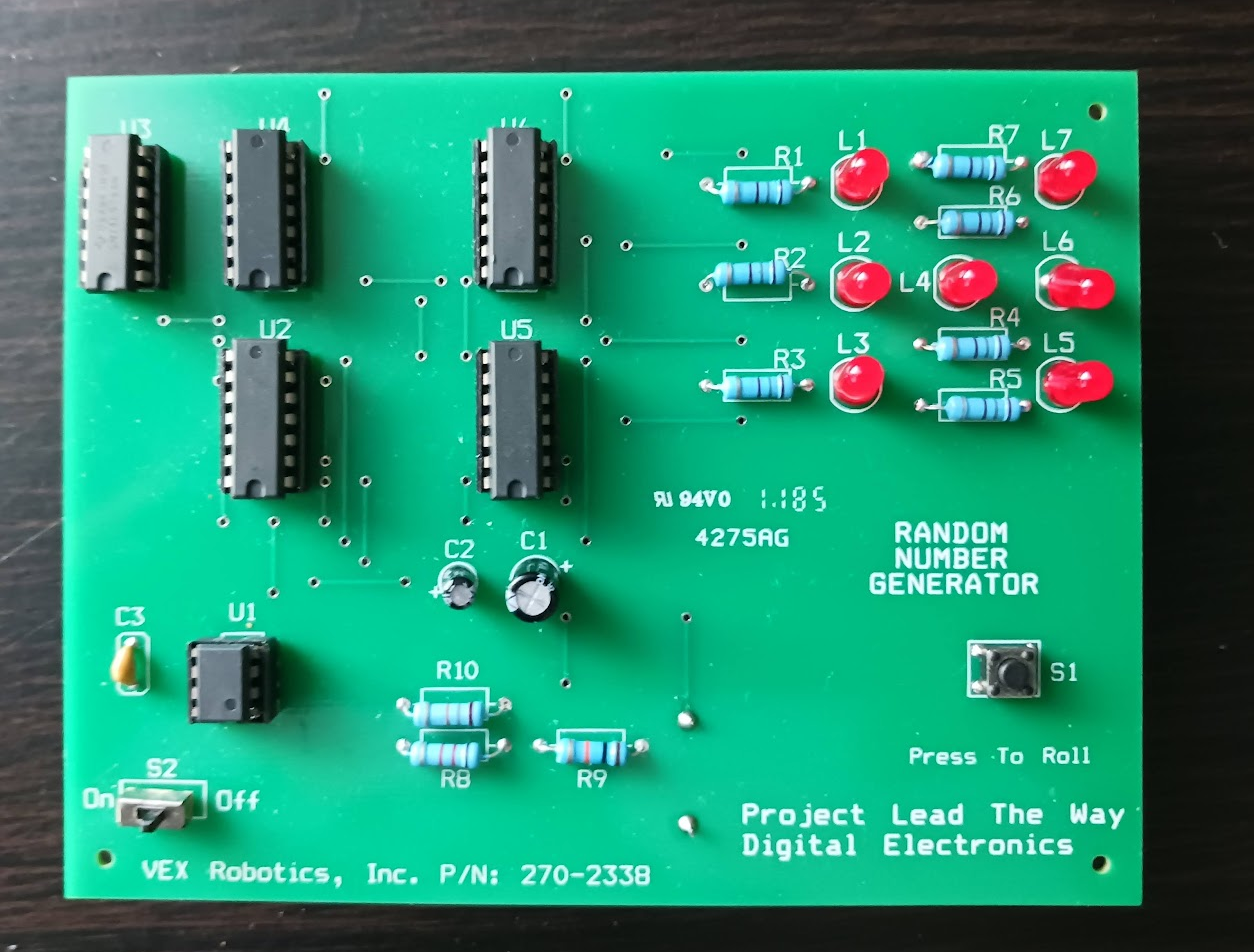 U3
U4
U6
R1
L1
R7
L7
R6
R2
L2
L4
L6
R4
U2
U5
R3
L3
L5
R5
94V0 1185
4275AG
RANDOM
NUMBER
GENERATOR
C2
C1
C3
U1
R10
S1
R8
R9
Press To Roll
S2
On
Off
Project Lead The Way
Digital Electronics
VEX Robotics, Inc. P/N: 270-2338